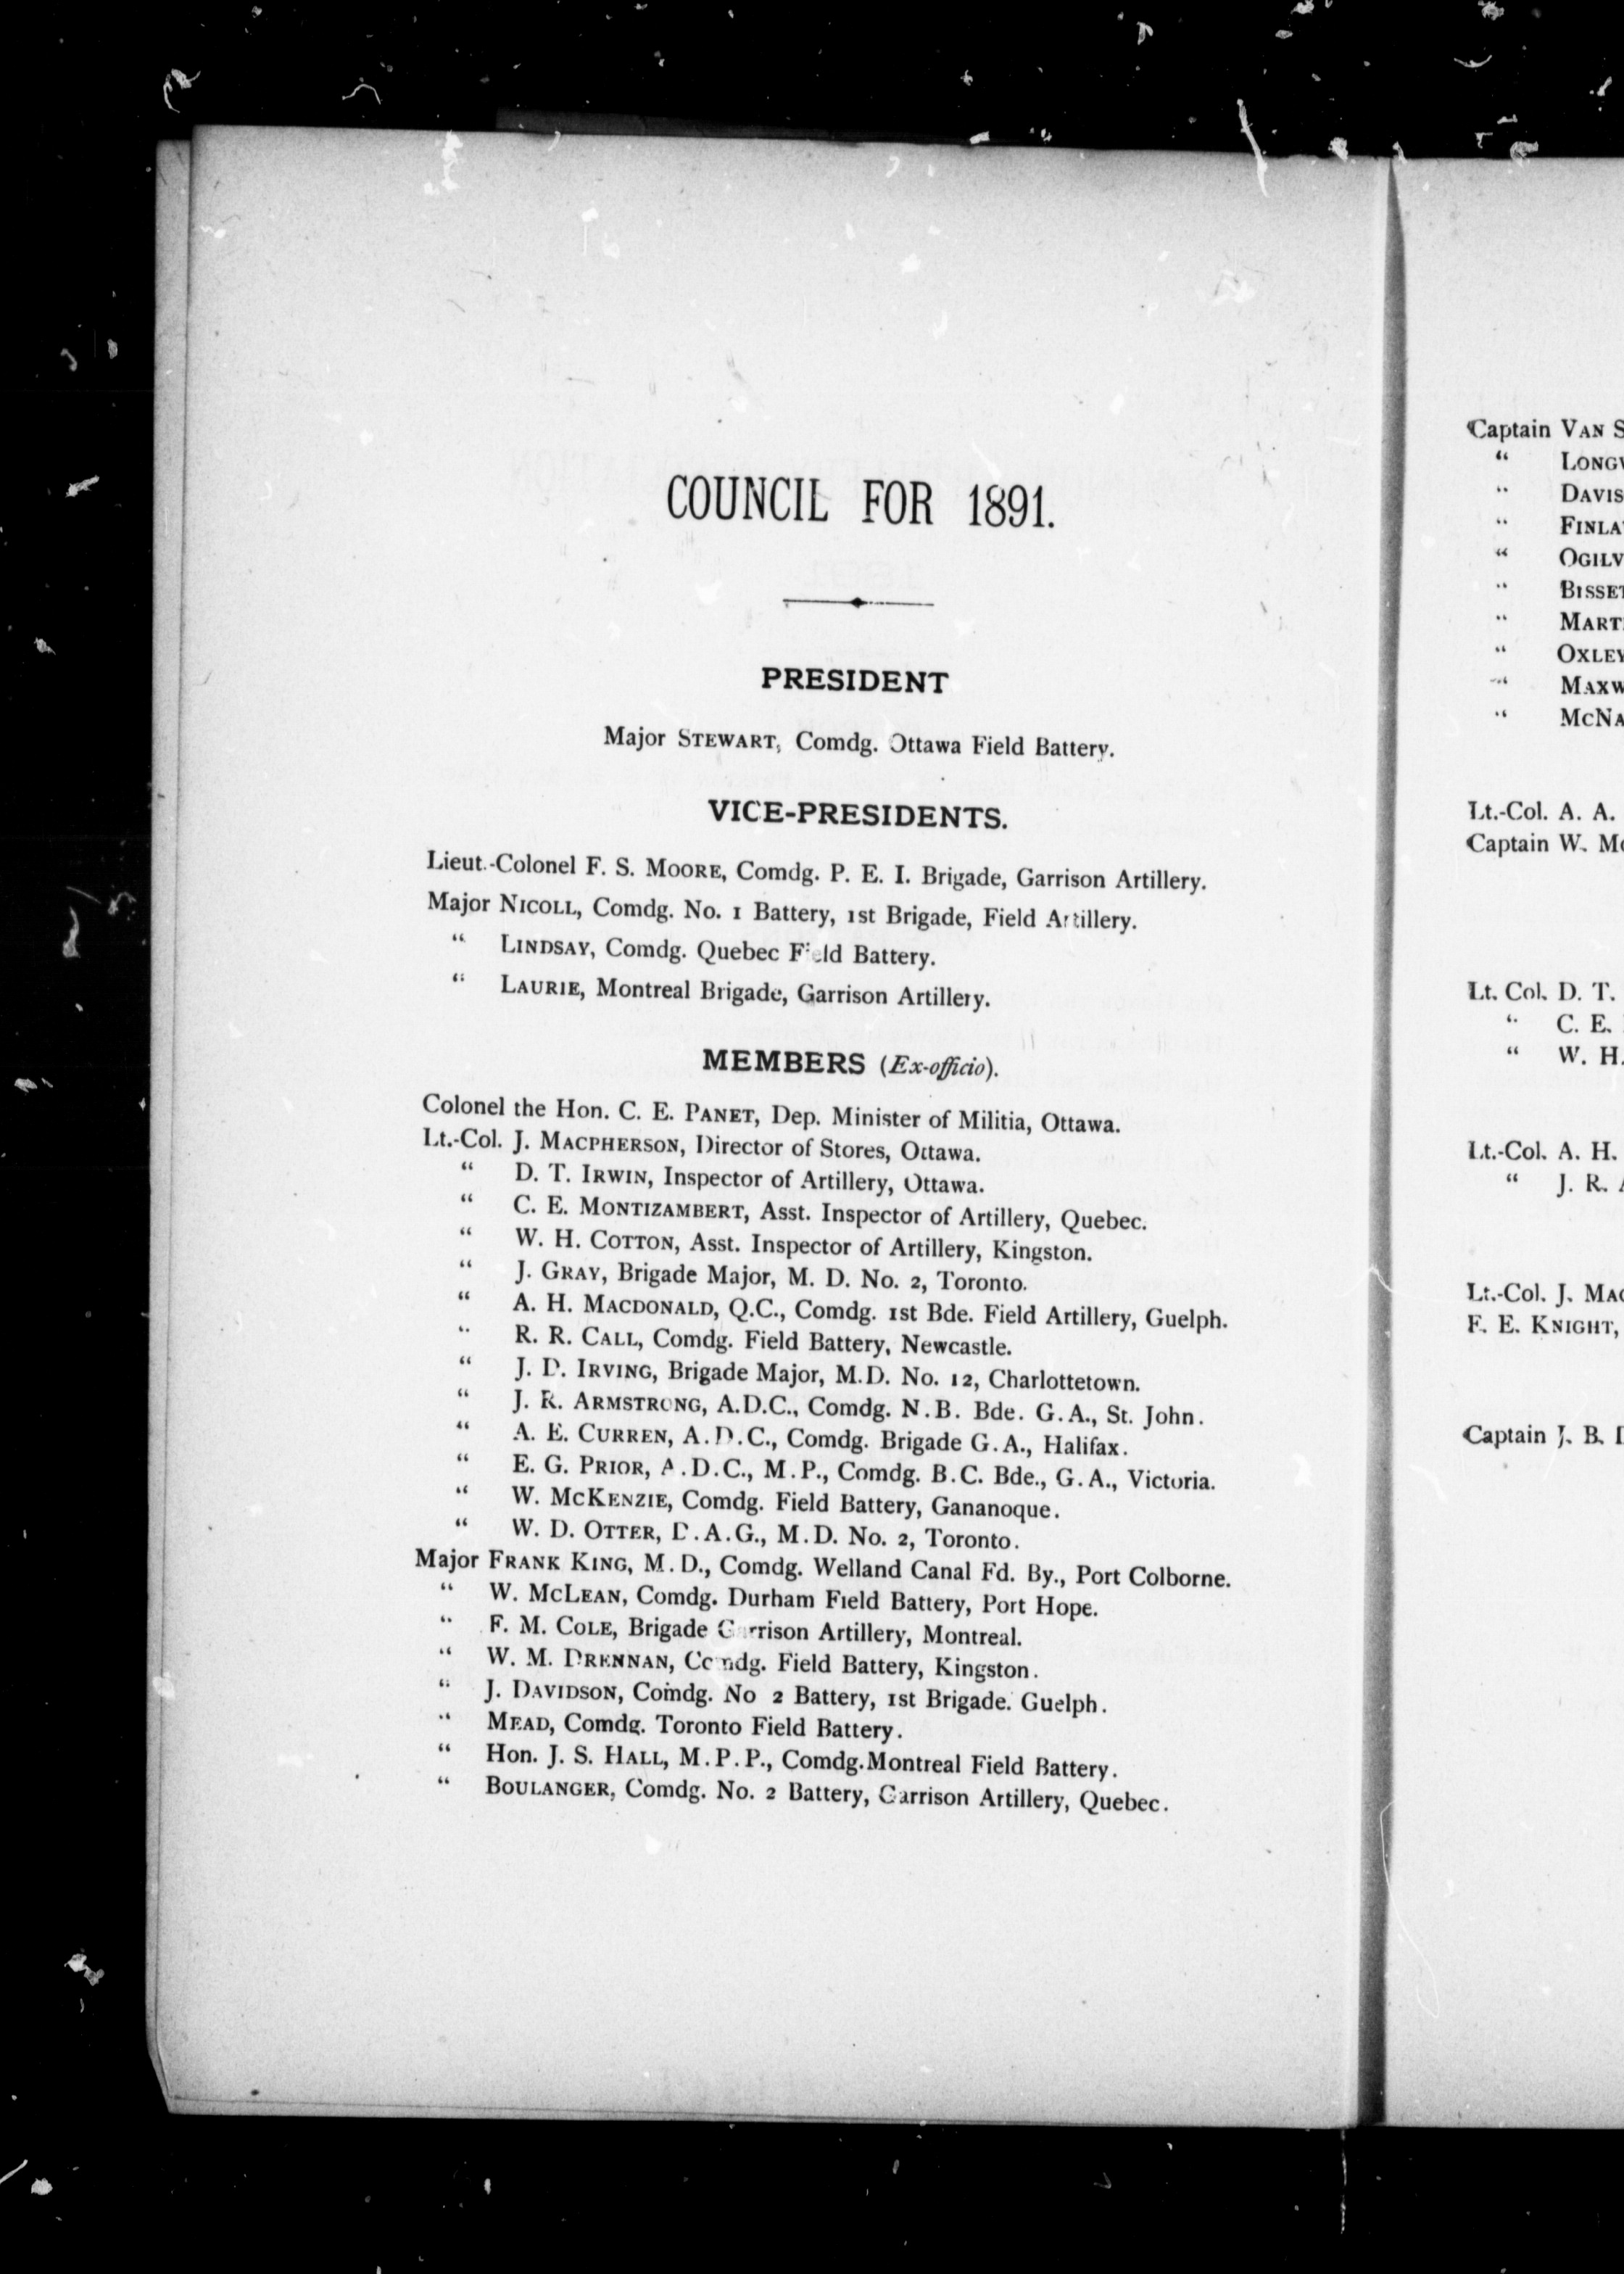 COUNCIL FOR 1891.
PRESIDENT
Major STEWART, Comdg. Ottawa Field Battery.
VICE-PRESIDENTS.
Lieut.-Colonel F. S. MOORE, Comdg. P. E. I. Brigade, Garrison Artillery.
Major NICOLL, Comdg. No. 1 Battery, 1st Brigade, Field Artillery.
" LINDSAY, Comdg. Quebec Field Battery.
" LAURIE, Montreal Brigade, Garrison Artillery.
MEMBERS (Ex-officio).
Colonel the Hon. C. E. PANET, Dep. Minister of Militia, Ottawa.
Lt.-Col. J. MACPHERSON, Director of Stores, Ottawa.
" D. T. IRWIN, Inspector of Artillery, Ottawa.
" C. E. MONTIZAMBERT, Asst. Inspector of Artillery, Quebec.
" W. H. COTTON, Asst. Inspector of Artillery, Kingston.
" J. GRAY, Brigade Major, M. D. No. 2, Toronto.
" A. H. MACDONALD, Q.C., Comdg. 1st Bde. Field Artillery, Guelph.
" R. R. CALL, Comdg. Field Battery, Newcastle.
" J. D. IRVING, Brigade Major, M.D. No. 12, Charlottetown.
" J. R. ARMSTRONG, A.D.C., Comdg. N.B. Bde. G.A., St. John.
" A. E. CURREN, A.D.C., Comdg. Brigade G.A., Halifax.
" E. G. PRIOR, A.D.C., M.P., Comdg. B.C. Bde., G.A., Victoria.
" W. MCKENZIE, Comdg. Field Battery, Gananoque.
" W. D. OTTER, D.A.G., M.D. No. 2, Toronto.
Major FRANK KING, M.D., Comdg. Welland Canal Fd. By., Port Colborne.
" W. MCLEAN, Comdg. Durham Field Battery, Port Hope.
" F. M. COLE, Brigade Garrison Artillery, Montreal.
" W. M. DRENNAN, Comdg. Field Battery, Kingston.
" J. DAVIDSON, Comdg. No 2 Battery, 1st Brigade. Guelph.
" MEAD, Comdg. Toronto Field Battery.
" Hon. J. S. HALL, M.P.P., Comdg. Montreal Field Battery.
" BOULANGER, Comdg. No. 2 Battery, Garrison Artillery, Quebec.
Captain VAN
"
"
"
"
"
"
"
"
"
Lt.-Col. A. A.
Captain W.
Lt. Col. D. T.
" C. E.
" W. H.
Lt.-Col. A. H.
" J. R.
Lt.-Col. J.
F. E. KNIGHT,
Captain J. B.